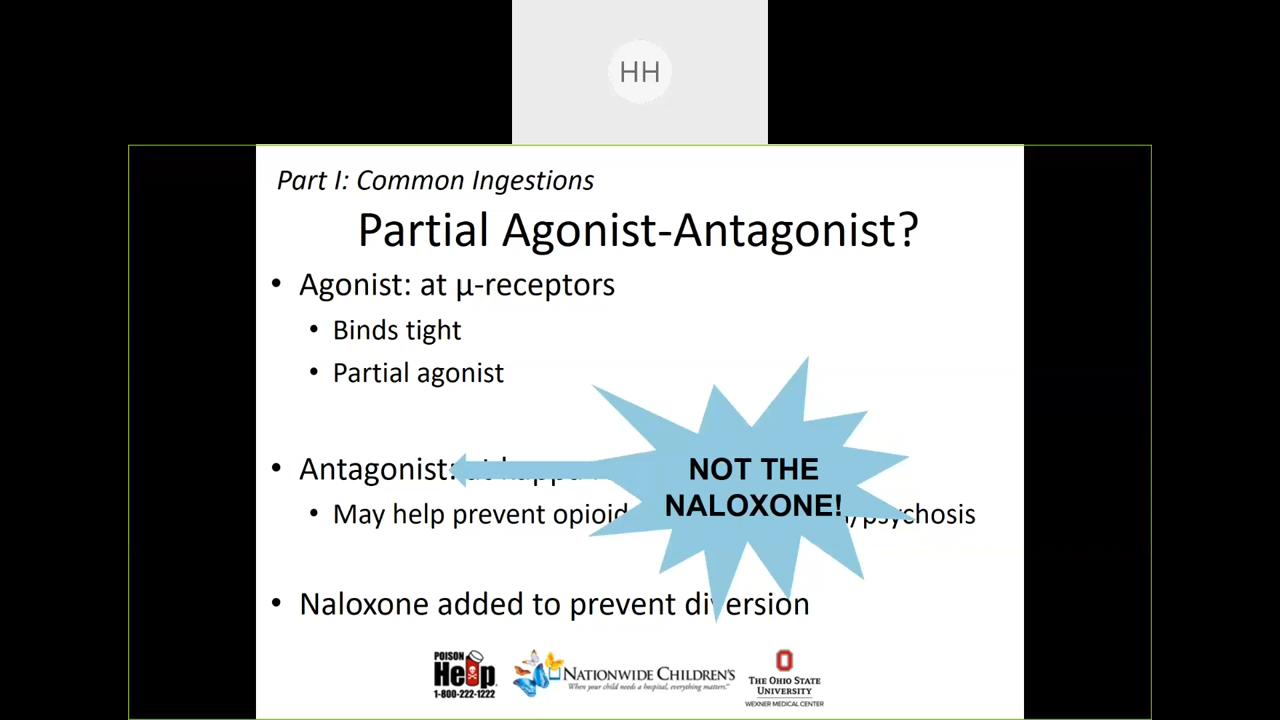 HH
Part I: Common Ingestions
Partial Agonist-Antagonist?
• Agonist: at µ-receptors
• Binds tight
• Partial agonist
• Antagonist: at kappa
NOT THE
NALOXONE!
• May help prevent opioid /psychosis
• Naloxone added to prevent diversion
POISON
Help
1-800-222-1222
NATIONWIDE CHILDREN'S
"When your child needs a hospital, everything matters."
THE OHIO STATE
UNIVERSITY
WEXNER MEDICAL CENTER